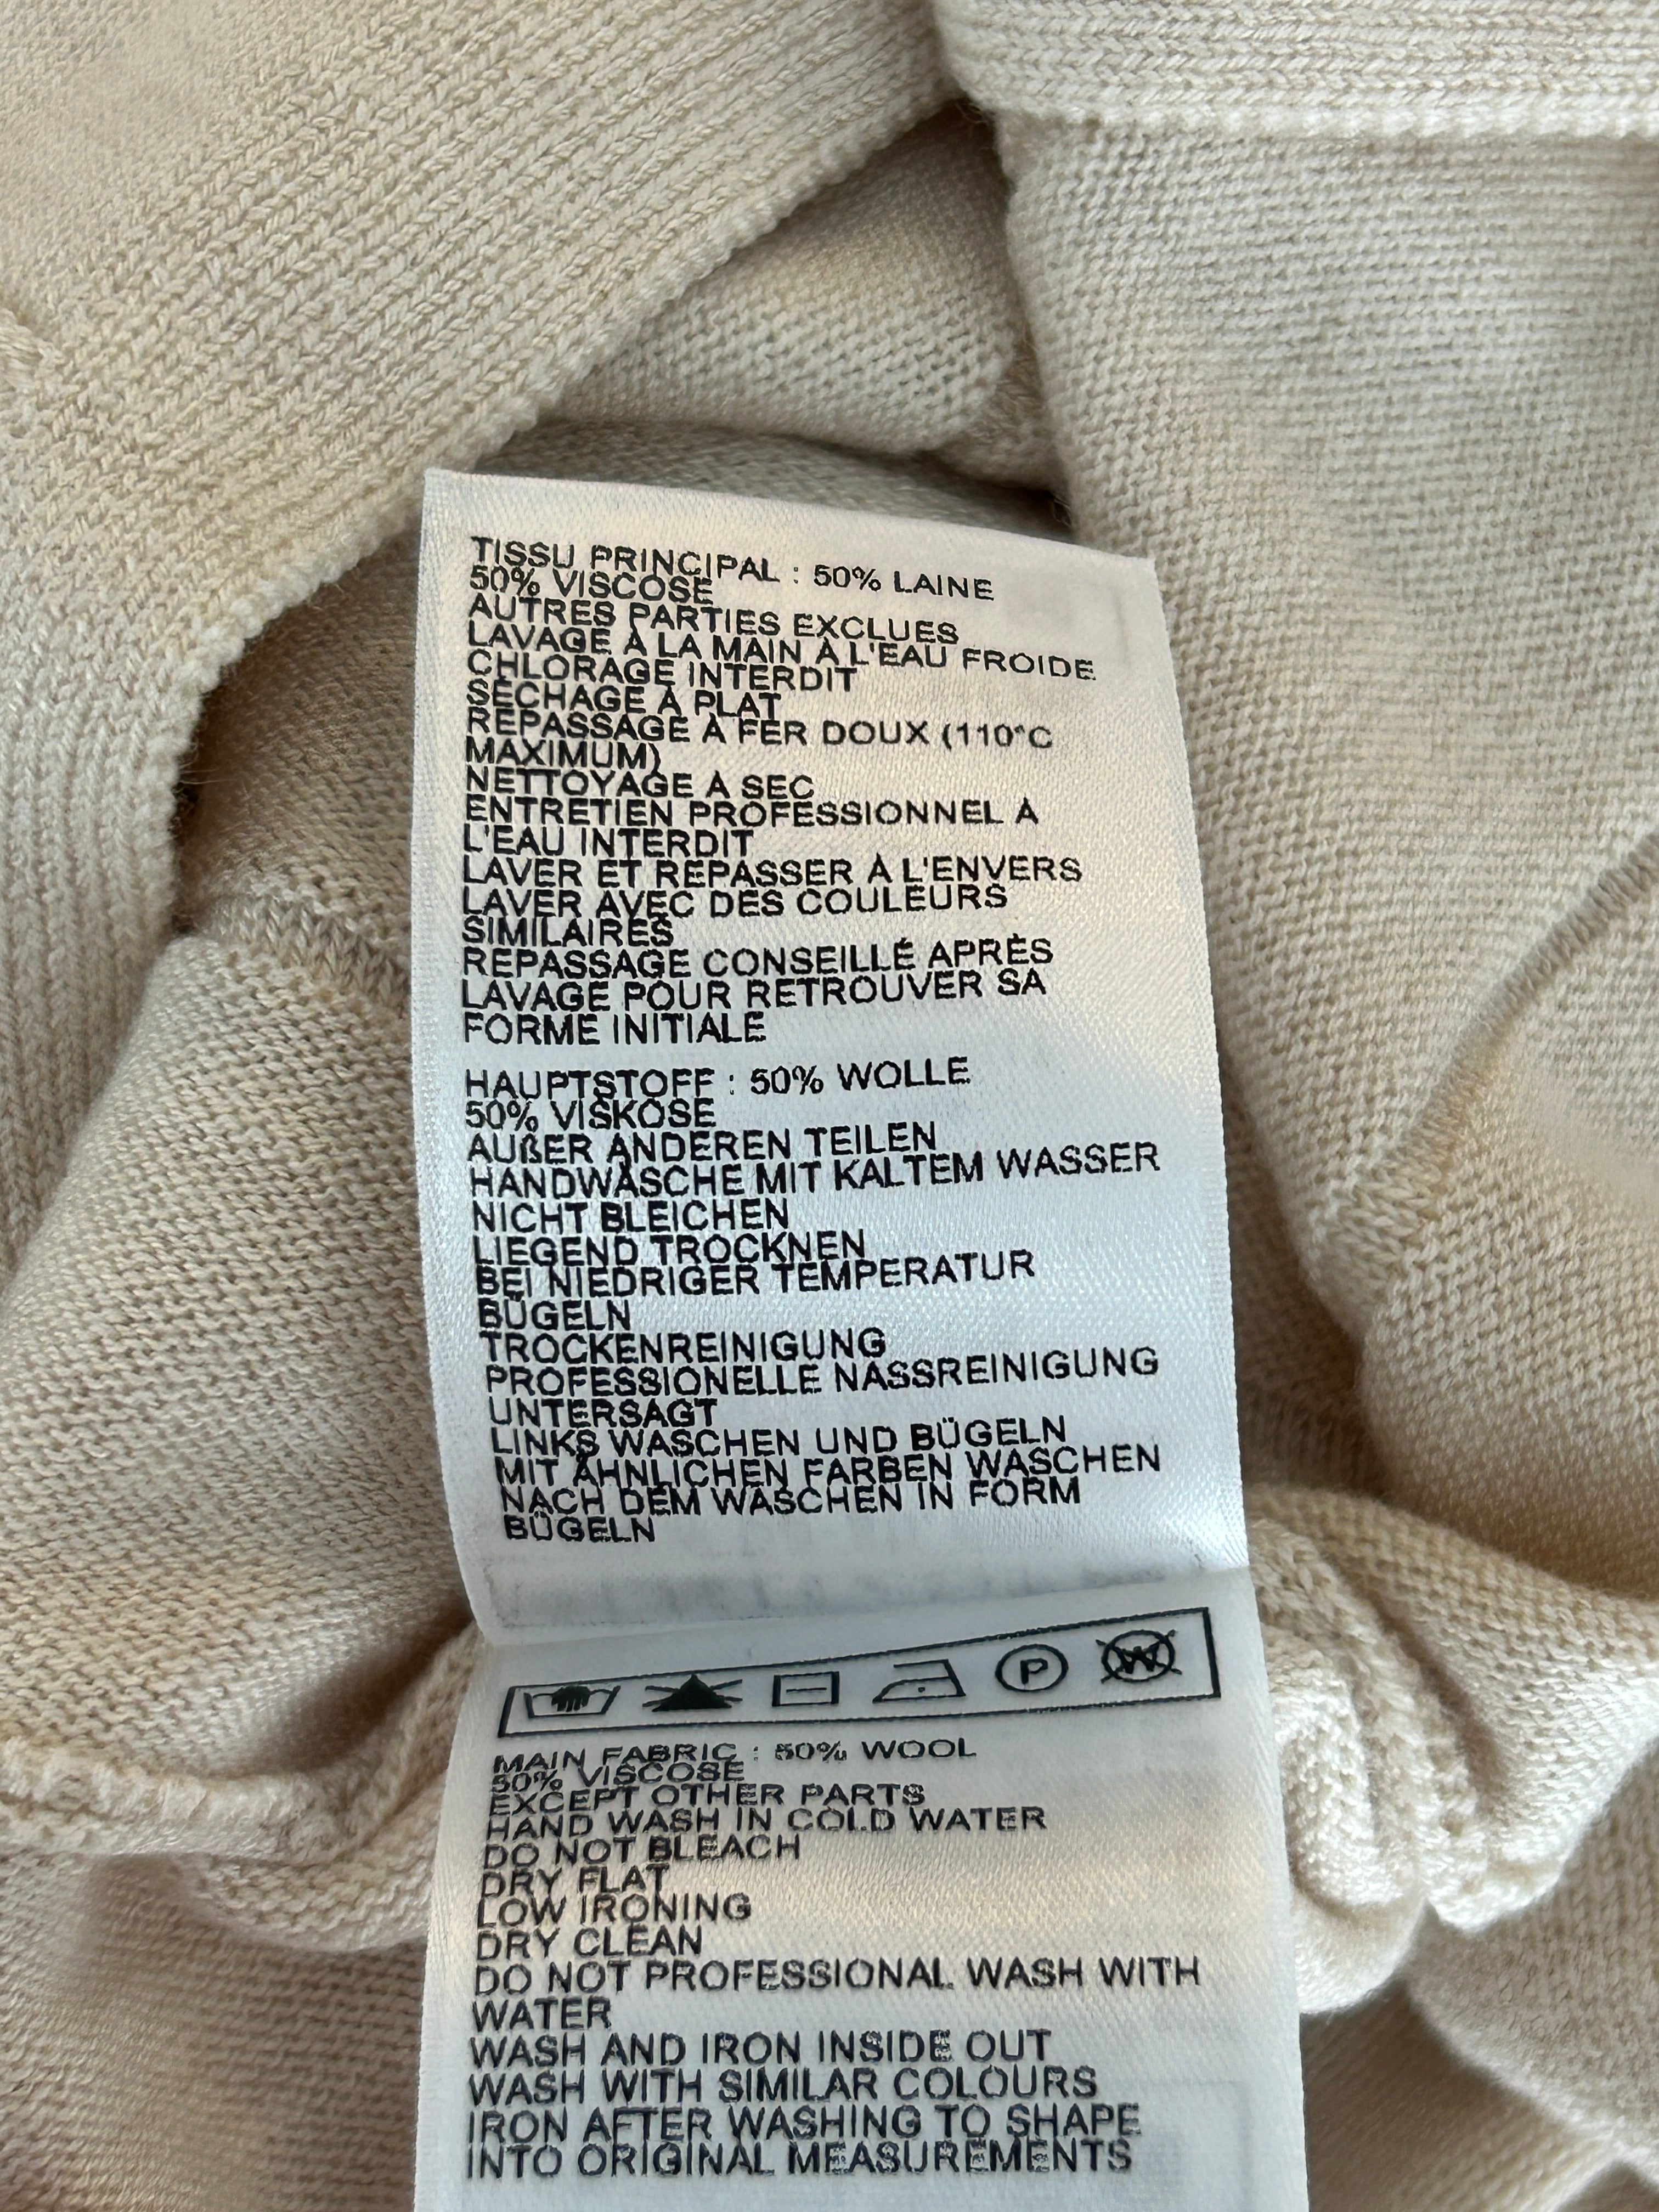 TISSU PRINCIPAL : 50% LAINE
50% VISCOSE
AUTRES PARTIES EXCLUES
LAVAGE À LA MAIN À L'EAU FROIDE
CHLORAGE INTERDIT
SÉCHAGE À PLAT
REPASSAGE À FER DOUX (110°C
MAXIMUM)
NETTOYAGE A SEC
ENTRETIEN PROFESSIONNEL À
L'EAU INTERDIT
LAVER ET REPASSER À L'ENVERS
LAVER AVEC DES COULEURS
SIMILAIRES
REPASSAGE CONSEILLÉ APRÈS
LAVAGE POUR RETROUVER SA
FORME INITIALE
HAUPTSTOFF : 50% WOLLE
50% VISKOSE
AUßER ANDEREN TEILEN
HANDWÄSCHE MIT KALTEM WASSER
NICHT BLEICHEN
LIEGEND TROCKNEN
BEI NIEDRIGER TEMPERATUR
BÜGELN
TROCKENREINIGUNG
PROFESSIONELLE NASSREINIGUNG
UNTERSAGT
LINKS WASCHEN UND BÜGELN
MIT ÄHNLICHEN FARBEN WASCHEN
NACH DEM WASCHEN IN FORM
BÜGELN
P W
MAIN FABRIC : 50% WOOL
50% VISCOSE
EXCEPT OTHER PARTS
HAND WASH IN COLD WATER
DO NOT BLEACH
DRY FLAT
LOW IRONING
DRY CLEAN
DO NOT PROFESSIONAL WASH WITH
WATER
WASH AND IRON INSIDE OUT
WASH WITH SIMILAR COLOURS
IRON AFTER WASHING TO SHAPE
INTO ORIGINAL MEASUREMENTS